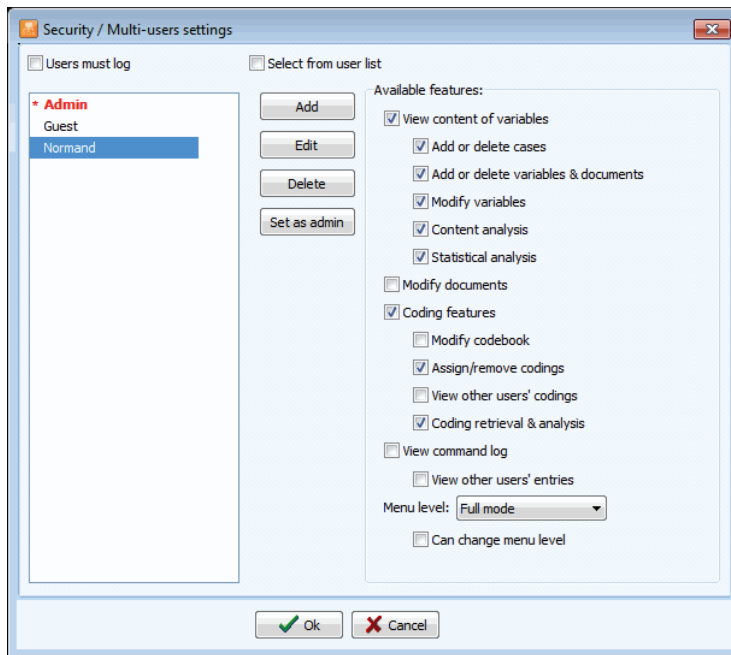 Security / Multi-users settings
Users must log
Select from user list
* Admin
Guest
Normand
Add
Edit
Delete
Set as admin
Available features:
View content of variables
Add or delete cases
Add or delete variables & documents
Modify variables
Content analysis
Statistical analysis
Modify documents
Coding features
Modify codebook
Assign/remove codings
View other users' codings
Coding retrieval & analysis
View command log
View other users' entries
Menu level: Full mode
Can change menu level
Ok
Cancel